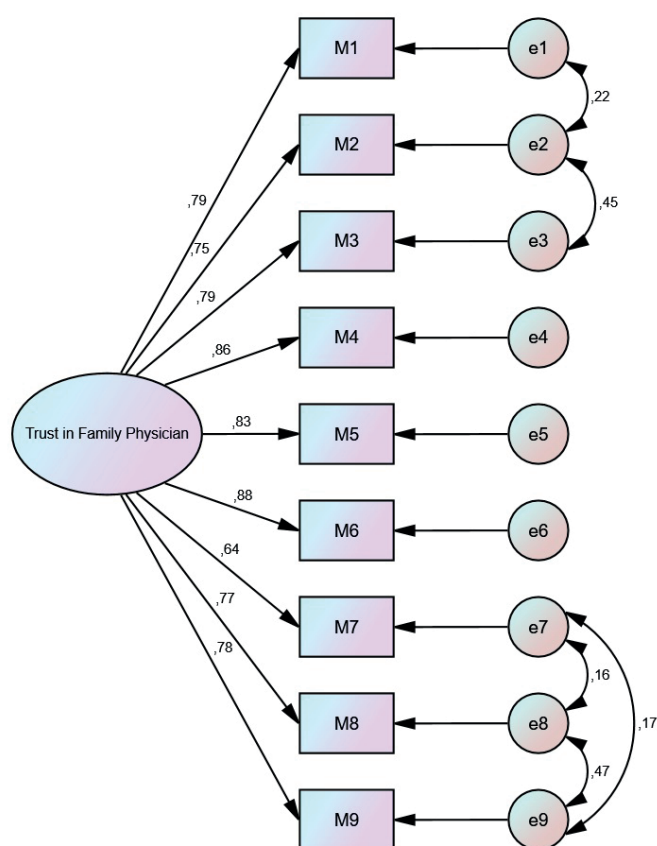 M1
e1
,22
M2
e2
,79
,45
,75
M3
e3
,79
M4
e4
,86
Trust in Family Physician
,83
M5
e5
,88
M6
e6
,64
,77
M7
e7
,78
,16
M8
e8
,17
,47
M9
e9